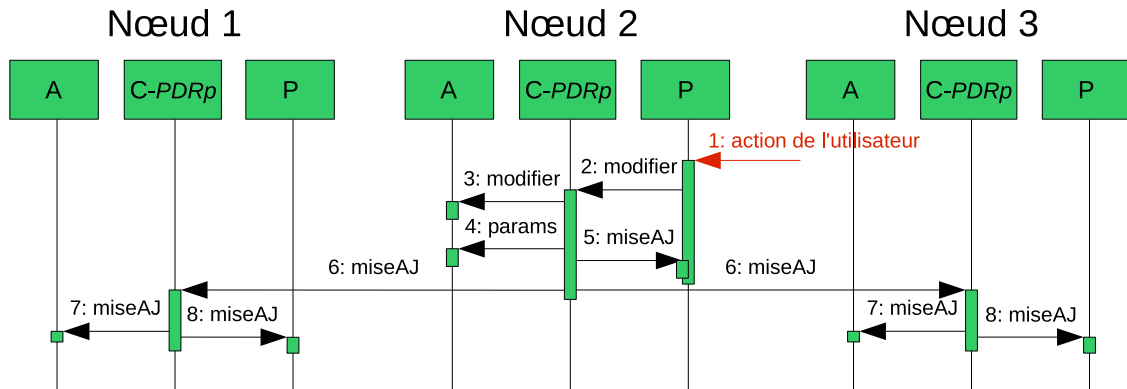 Nœud 1
Nœud 2
Nœud 3
A
C-PDRp
P
A
C-PDRp
P
A
C-PDRp
P
1: action de l'utilisateur
2: modifier
3: modifier
4: params
5: miseAJ
6: miseAJ
6: miseAJ
7: miseAJ
8: miseAJ
7: miseAJ
8: miseAJ